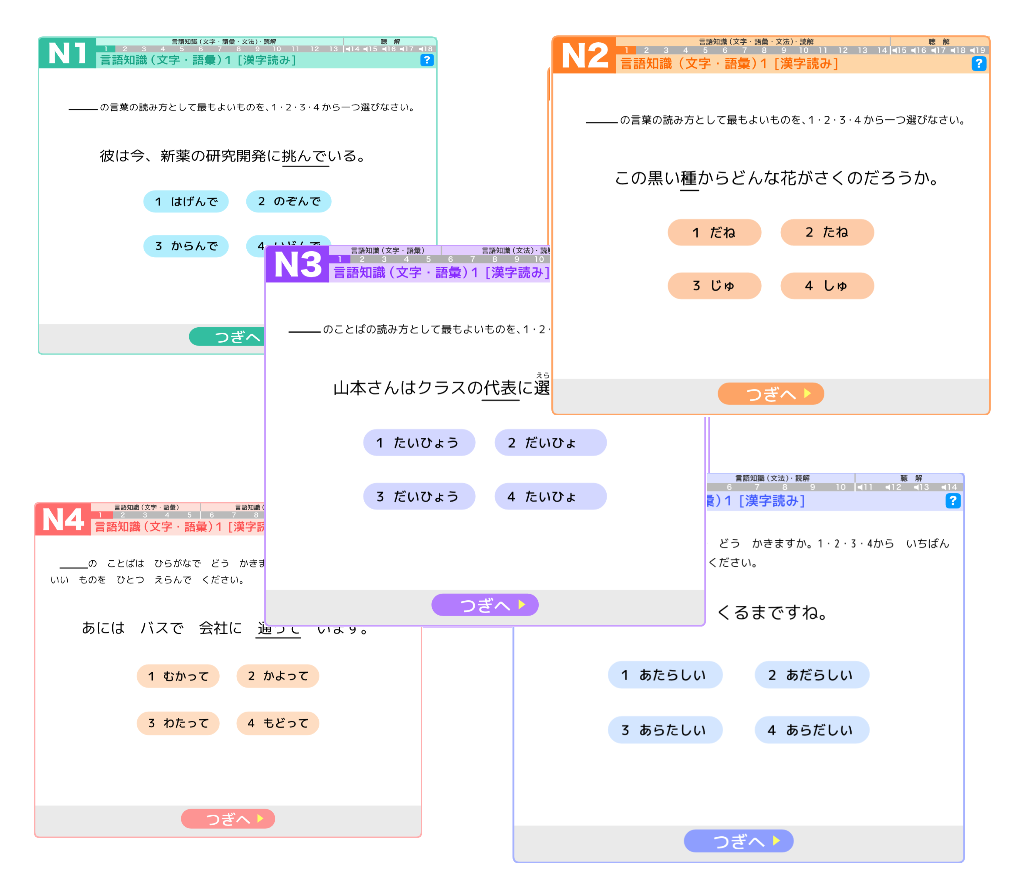 N1
言語知識（文字・語彙・文法）・読解 聴 解
1 2 3 4 5 6 7 8 9 10 11 12 13 ◀14 ◀15 ◀16 ◀17 ◀18
言語知識（文字・語彙）1［漢字読み］ ?
＿＿＿の言葉の読み方として最もよいものを、1・2・3・4から一つ選びなさい。
彼は今、新薬の研究開発に挑んでいる。
1 はげんで 2 のぞんで
3 からんで 4 いどんで
つぎへ
N2
言語知識（文字・語彙・文法）・読解 聴 解
1 2 3 4 5 6 7 8 9 10 11 12 13 14 ◀15 ◀16 ◀17 ◀18 ◀19
言語知識（文字・語彙）1［漢字読み］ ?
＿＿＿の言葉の読み方として最もよいものを、1・2・3・4から一つ選びなさい。
この黒い種からどんな花がさくのだろうか。
1 だね 2 たね
3 じゅ 4 しゅ
つぎへ
N3
言語知識（文字・語彙） 言語知識（文法）・読
1 2 3 4 5 6 7 8 9 10
言語知識（文字・語彙）1［漢字読み］
＿＿＿のことばの読み方として最もよいものを、1・2・
えら
山本さんはクラスの代表に選
1 たいひょう 2 だいひょ
3 だいひょう 4 たいひょ
つぎへ
N4
言語知識（文字・語彙） 言語知識（
1 2 3 4 5 6 7 8
言語知識（文字・語彙）1［漢字
＿＿＿の ことばは ひらがなで どう かきま
いい ものを ひとつ えらんで ください。
あには バスで 会社に 通って います。
1 むかって 2 かよって
3 わたって 4 もどって
つぎへ
言語知識（文法）・読解 聴 解
6 7 8 9 10 ◀11 ◀12 ◀13 ◀14
）1［漢字読み］ ?
どう かきますか。1・2・3・4から いちばん
ください。
くるまですね。
1 あたらしい 2 あだらしい
3 あらたしい 4 あらだしい
つぎへ